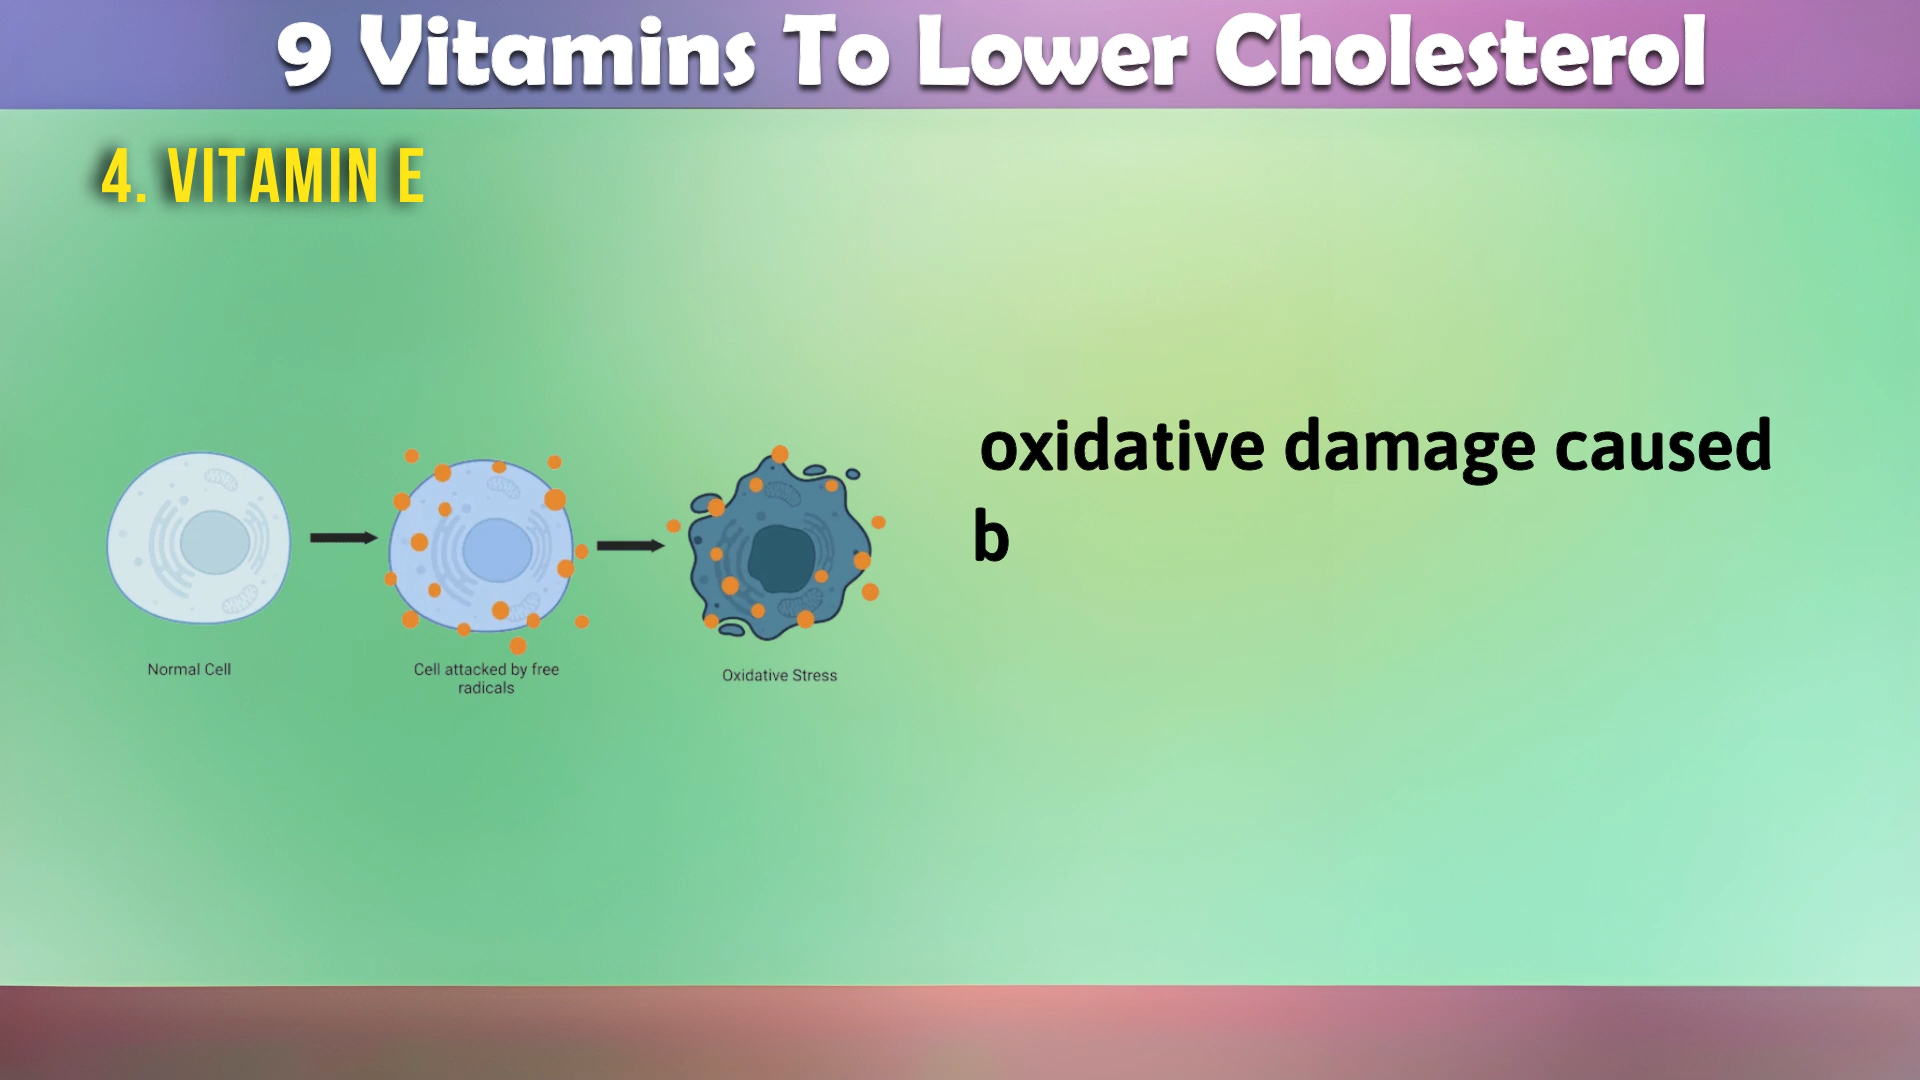 9 Vitamins To Lower Cholesterol
4. VITAMIN E
oxidative damage caused
b
Normal Cell
Cell attacked by free
radicals
Oxidative Stress